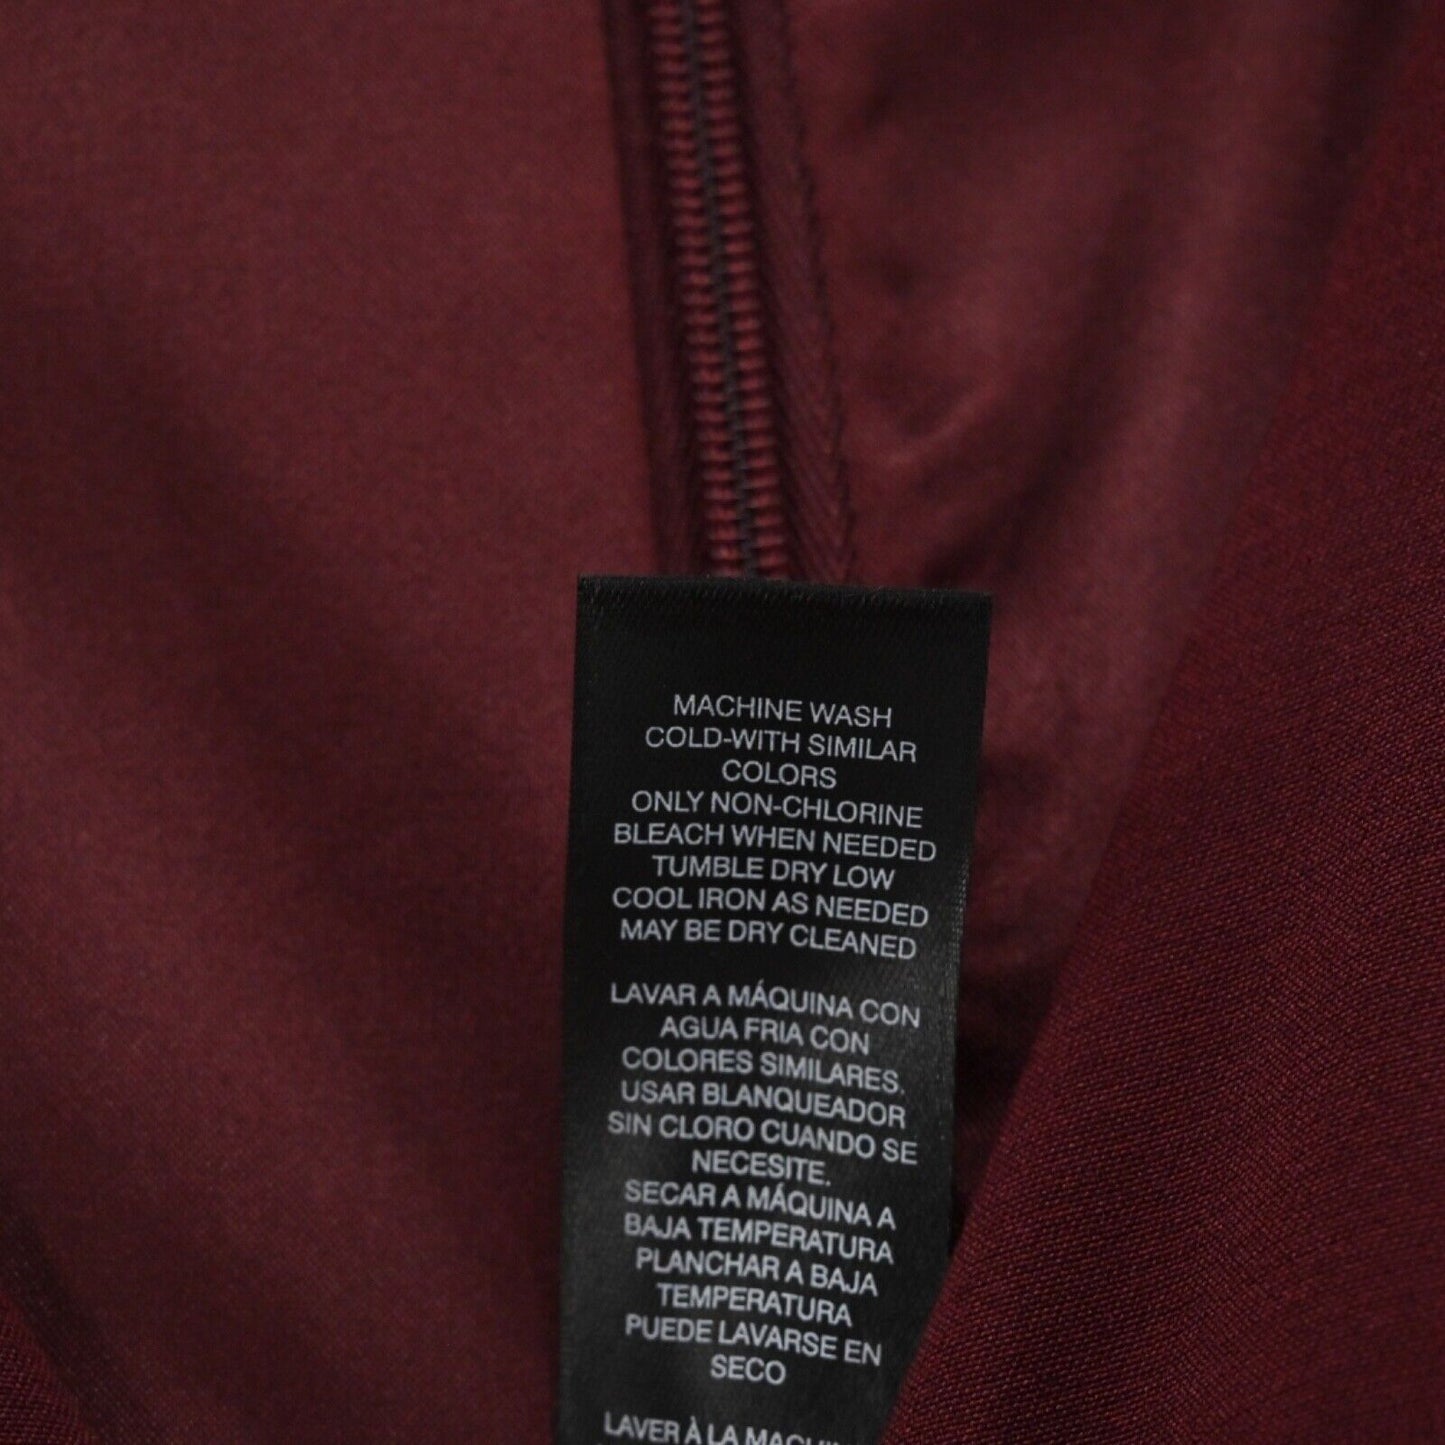 MACHINE WASH
COLD-WITH SIMILAR
COLORS
ONLY NON-CHLORINE
BLEACH WHEN NEEDED
TUMBLE DRY LOW
COOL IRON AS NEEDED
MAY BE DRY CLEANED
LAVAR A MÁQUINA CON
AGUA FRIA CON
COLORES SIMILARES.
USAR BLANQUEADOR
SIN CLORO CUANDO SE
NECESITE.
SECAR A MÁQUINA A
BAJA TEMPERATURA
PLANCHAR A BAJA
TEMPERATURA
PUEDE LAVARSE EN
SECO
LAVER À LA